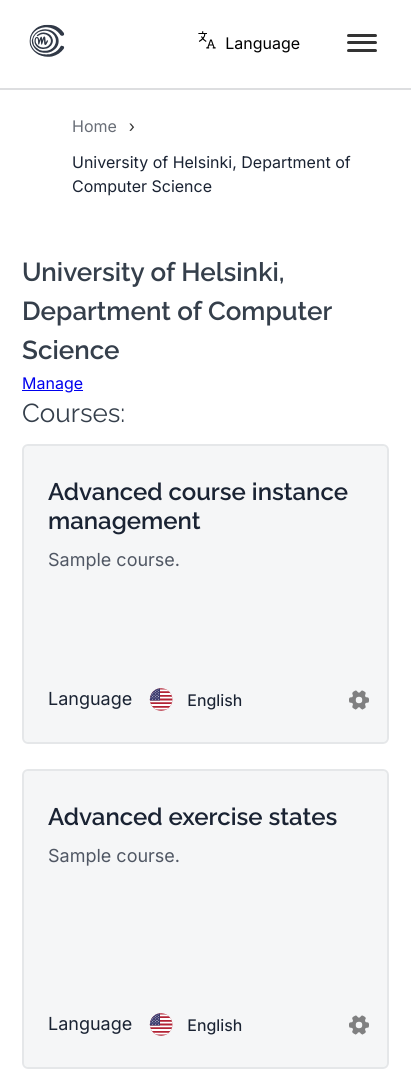 Language
Home ›
University of Helsinki, Department of
Computer Science
University of Helsinki,
Department of Computer
Science
Manage
Courses:
Advanced course instance
management
Sample course.
Language English
Advanced exercise states
Sample course.
Language English